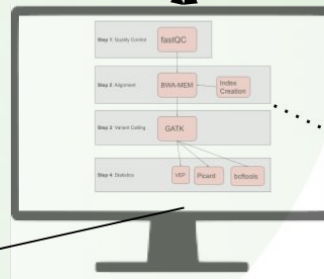 Step 1: Quality Control
fastQC
Step 2: Alignment
BWA-MEM
Index
Creation
Step 3: Variant Calling
GATK
Step 4: Statistics
VEP
Picard
bcftools